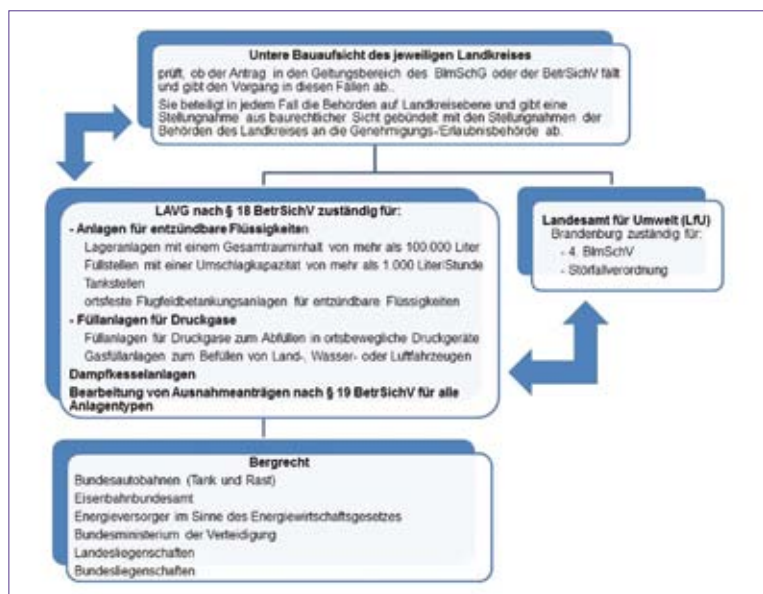 Untere Bauaufsicht des jeweiligen Landkreises
prüft, ob der Antrag in den Geltungsbereich des BImSchG oder der BetrSichV fällt
und gibt den Vorgang in diesen Fällen ab..
Sie beteiligt in jedem Fall die Behörden auf Landkreisebene und gibt eine
Stellungnahme aus baurechtlicher Sicht gebündelt mit den Stellungnahmen der
Behörden des Landkreises an die Genehmigungs-/Erlaubnisbehörde ab.
LAVG nach § 18 BetrSichV zuständig für:
- Anlagen für entzündbare Flüssigkeiten
Lageranlagen mit einem Gesamtrauminhalt von mehr als 100.000 Liter
Füllstellen mit einer Umschlagkapazität von mehr als 1.000 Liter/Stunde
Tankstellen
ortsfeste Flugfeldbetankungsanlagen für entzündbare Flüssigkeiten
- Füllanlagen für Druckgase
Füllanlagen für Druckgase zum Abfüllen in ortsbewegliche Druckgeräte
Gasfüllanlagen zum Befüllen von Land-, Wasser- oder Luftfahrzeugen
Dampfkesselanlagen
Bearbeitung von Ausnahmeanträgen nach § 19 BetrSichV für alle
Anlagentypen
Landesamt für Umwelt (LfU)
Brandenburg zuständig für:
- 4. BImSchV
- Störfallverordnung
Bergrecht
Bundesautobahnen (Tank und Rast)
Eisenbahnbundesamt
Energieversorger im Sinne des Energiewirtschaftsgesetzes
Bundesministerium der Verteidigung
Landesliegenschaften
Bundesliegenschaften